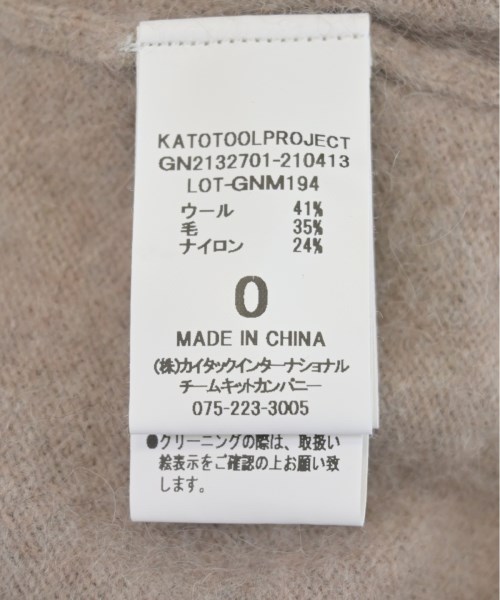 KATOTOOLPROJECT
GN2132701-210413
LOT-GNM194
ウール 41%
毛 35%
ナイロン 24%
0
MADE IN CHINA
(株)カイタックインターナショナル
チームキットカンパニー
075-223-3005
●クリーニングの際は、取扱い
絵表示をご確認の上お願い致
します。